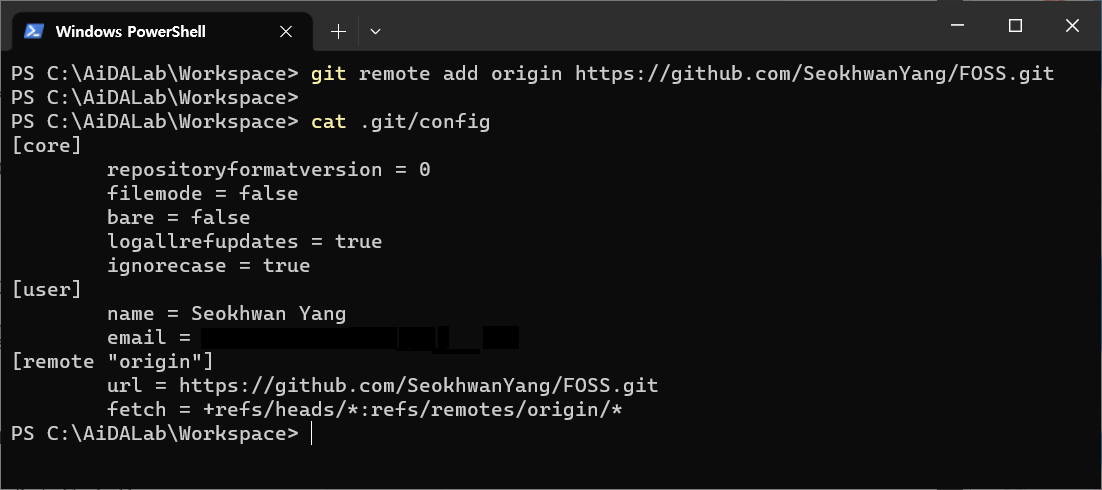 Windows PowerShell
PS C:\AiDALab\Workspace> git remote add origin https://github.com/SeokhwanYang/FOSS.git
PS C:\AiDALab\Workspace>
PS C:\AiDALab\Workspace> cat .git/config
[core]
        repositoryformatversion = 0
        filemode = false
        bare = false
        logallrefupdates = true
        ignorecase = true
[user]
        name = Seokhwan Yang
        email =
[remote "origin"]
        url = https://github.com/SeokhwanYang/FOSS.git
        fetch = +refs/heads/*:refs/remotes/origin/*
PS C:\AiDALab\Workspace>